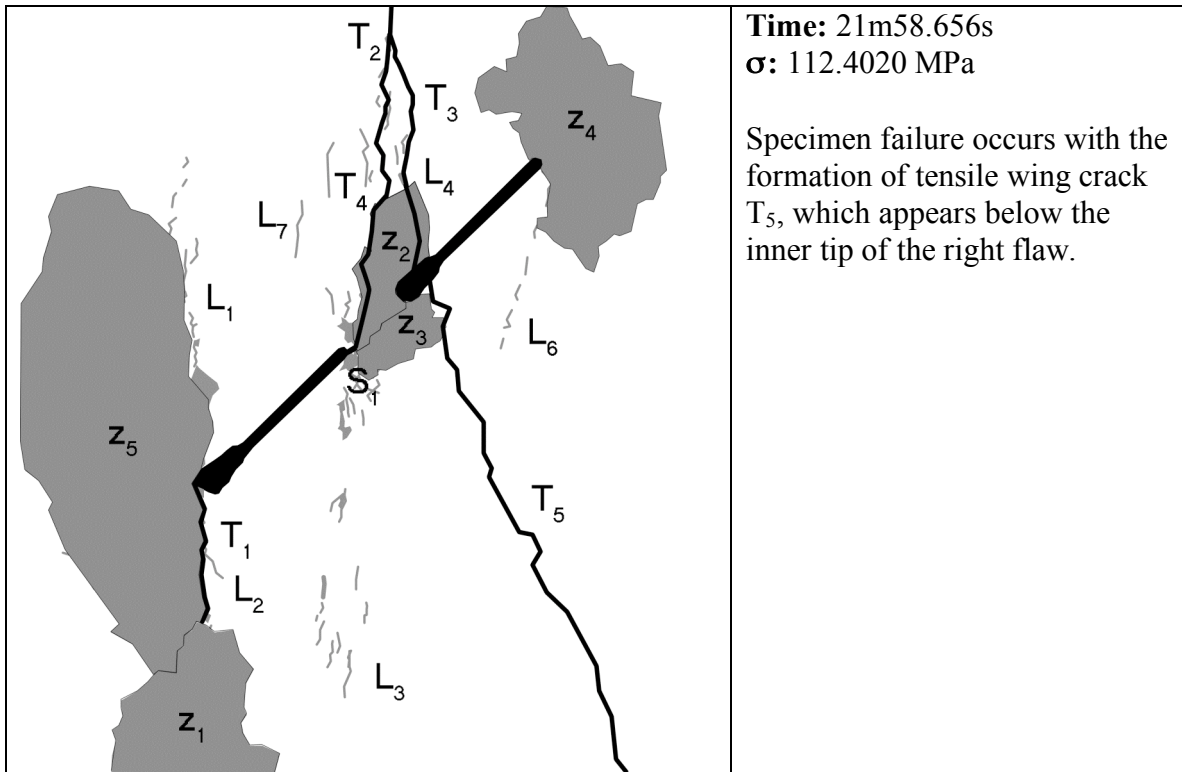 T₂
T₃
z₄
T₄ L₄
L₇
z₂
L₁
z₃
L₆
S₁
z₅
T₅
T₁
L₂
L₃
z₁
Time: 21m58.656s
σ: 112.4020 MPa
Specimen failure occurs with the
formation of tensile wing crack
T₅, which appears below the
inner tip of the right flaw.